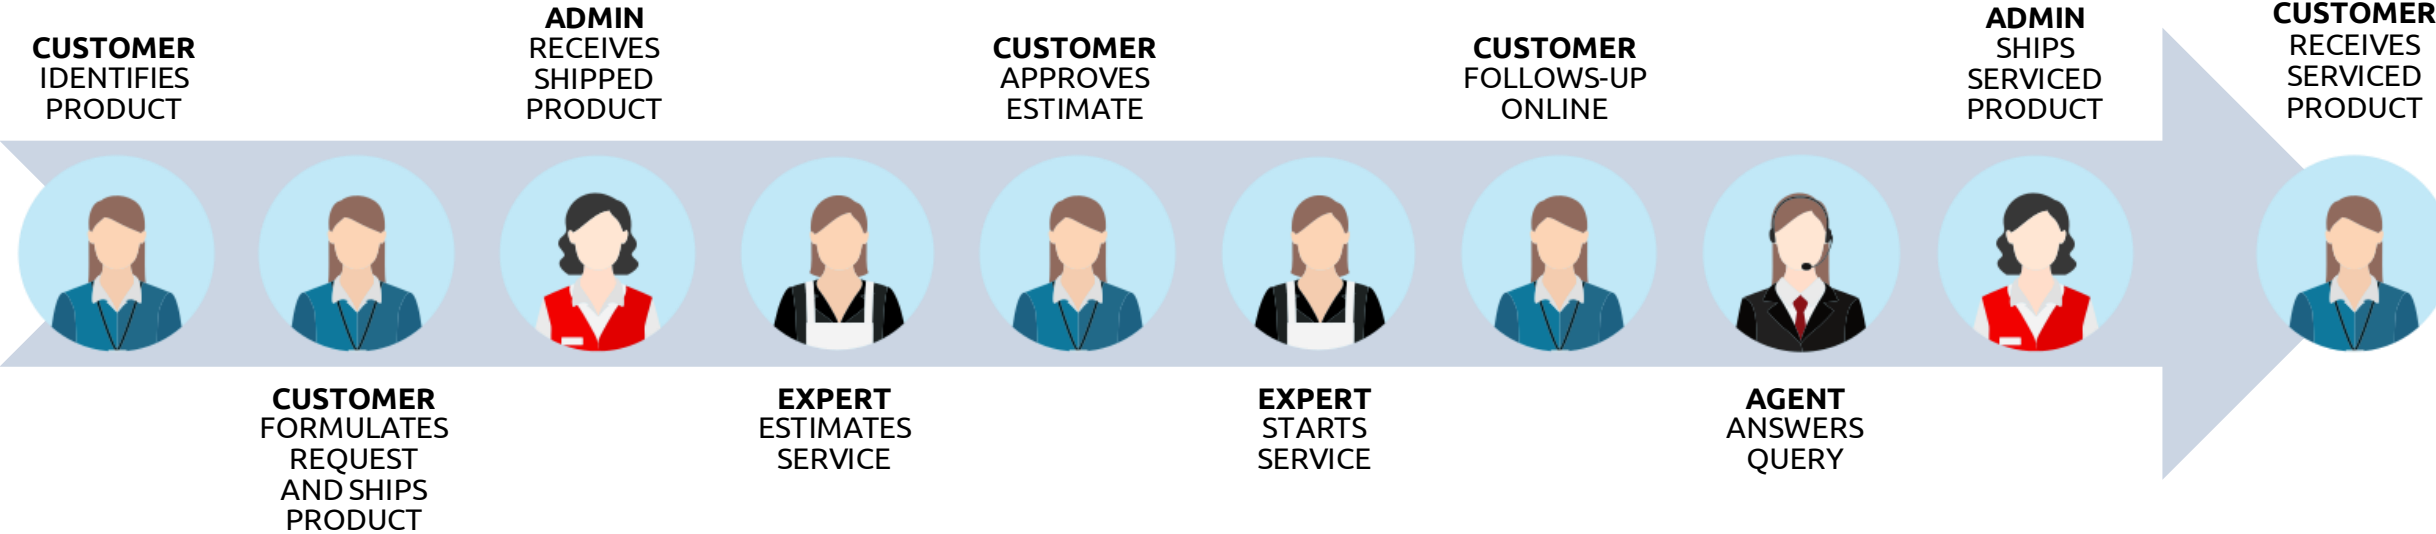 CUSTOMER
IDENTIFIES
PRODUCT
CUSTOMER
FORMULATES
REQUEST
AND SHIPS
PRODUCT
ADMIN
RECEIVES
SHIPPED
PRODUCT
EXPERT
ESTIMATES
SERVICE
CUSTOMER
APPROVES
ESTIMATE
EXPERT
STARTS
SERVICE
CUSTOMER
FOLLOWS-UP
ONLINE
AGENT
ANSWERS
QUERY
ADMIN
SHIPS
SERVICED
PRODUCT
CUSTOMER
RECEIVES
SERVICED
PRODUCT